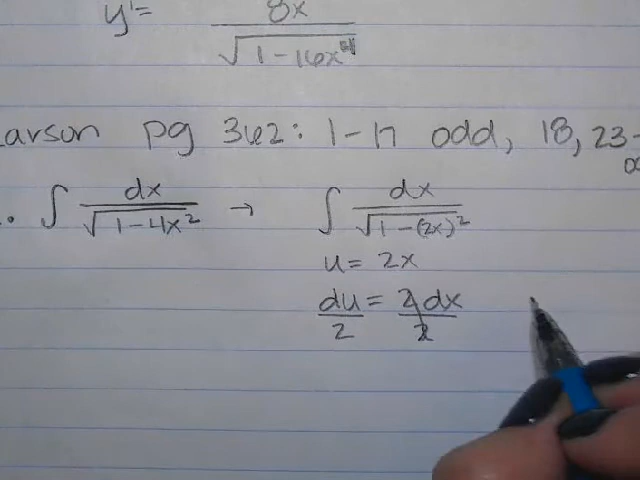 y' = 8x / √(1-16x⁴)
Larson pg 362: 1-17 odd, 18, 23-
. ∫ dx / √(1-4x²) → ∫ dx / √(1-(2x)²)
u = 2x
du/2 = 2dx/2